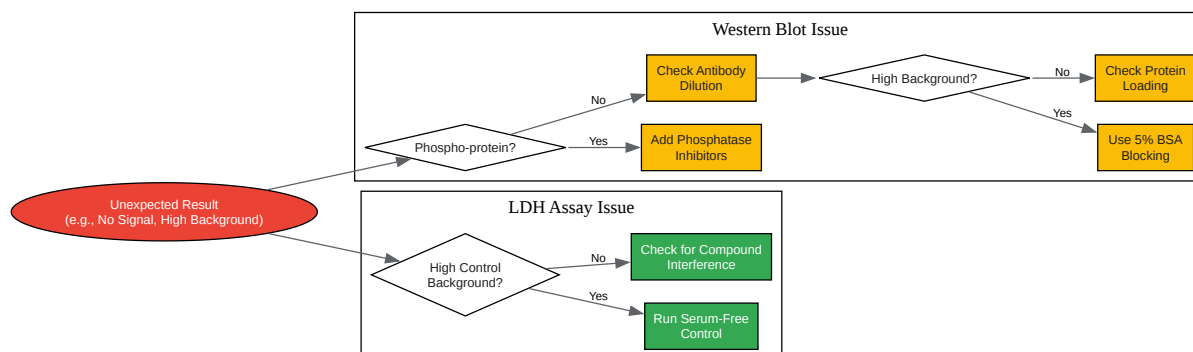 Western Blot Issue
Check Antibody
Dilution
High Background?
No
Check Protein
Loading
No
Yes
Phospho-protein?
Yes
Add Phosphatase
Inhibitors
Use 5% BSA
Blocking
Unexpected Result
(e.g., No Signal, High Background)
LDH Assay Issue
High Control
Background?
No
Check for Compound
Interference
Yes
Run Serum-Free
Control